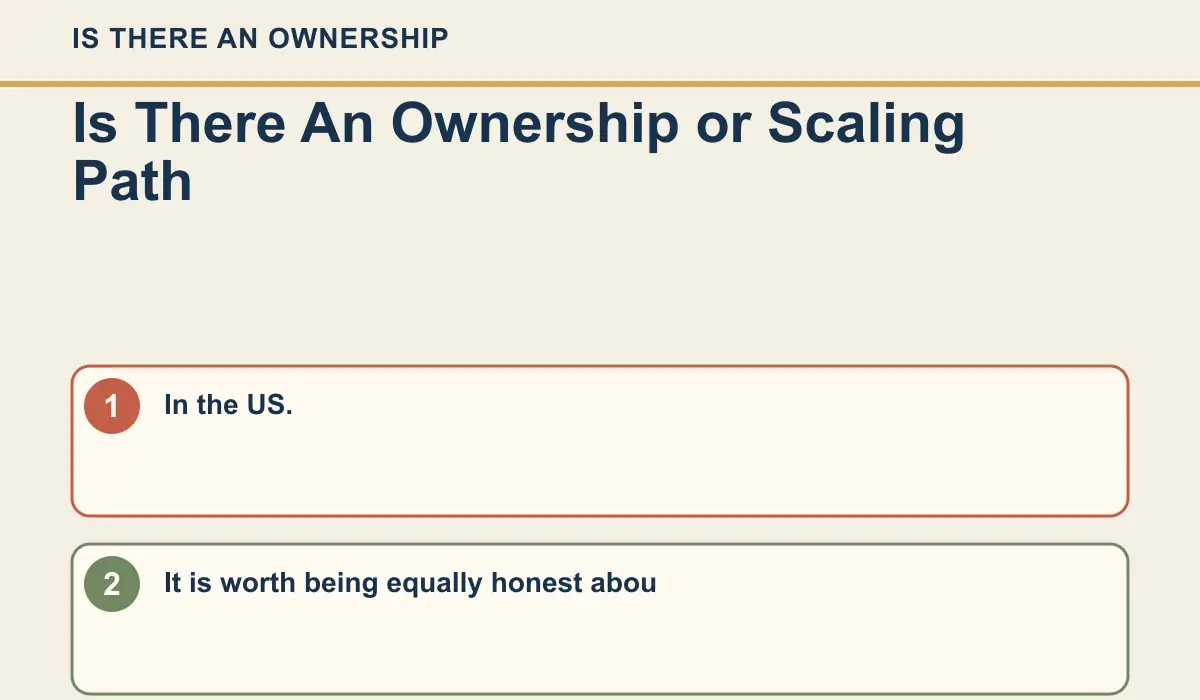 IS THERE AN OWNERSHIP
Is There An Ownership or Scaling
Path
1
In the US.
2
It is worth being equally honest abou